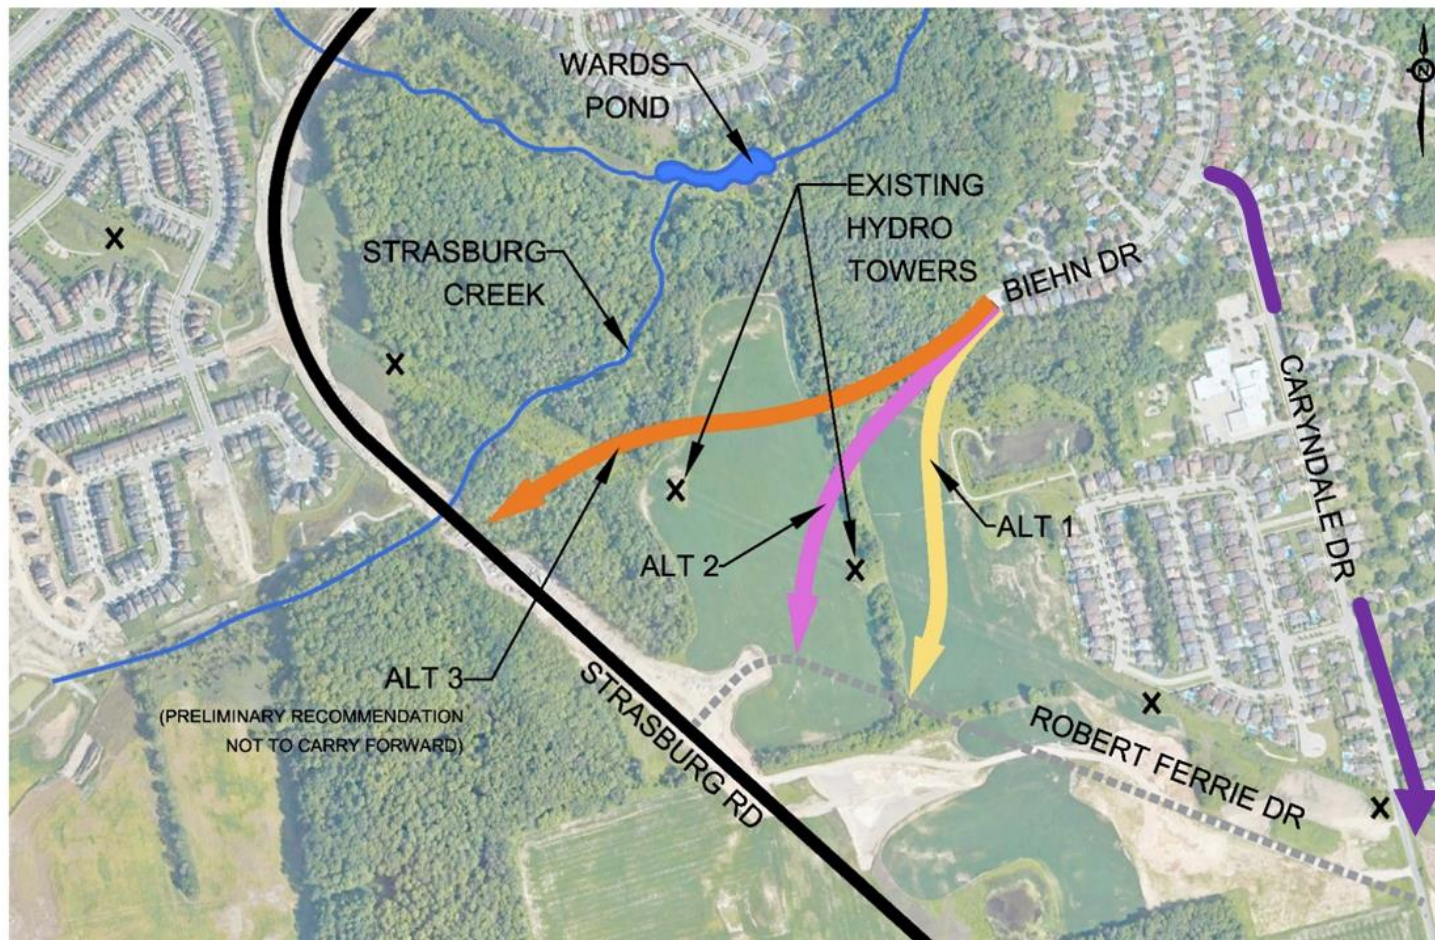 WARDS
POND
N
EXISTING
HYDRO
TOWERS
STRASBURG
CREEK
BIEHN DR
X
X
CARYNDALE DR
X
ALT 1
ALT 2
X
ALT 3
(PRELIMINARY RECOMMENDATION
NOT TO CARRY FORWARD)
STRASBURG RD
X
ROBERT FERRIE DR
X